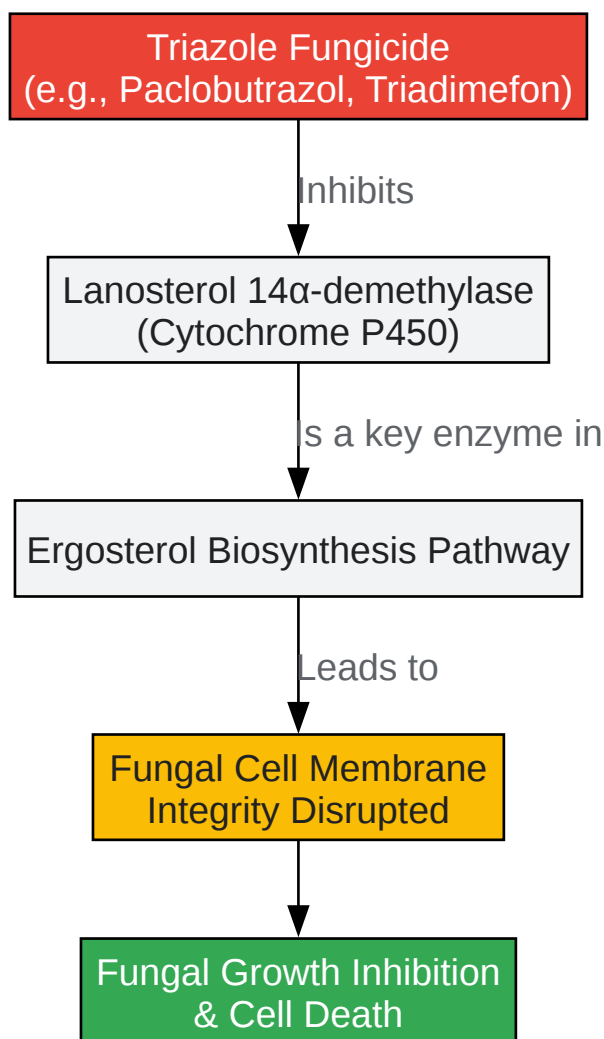 Triazole Fungicide
(e.g., Paclobutrazol, Triadimefon)
Inhibits
Lanosterol 14α-demethylase
(Cytochrome P450)
Is a key enzyme in
Ergosterol Biosynthesis Pathway
Leads to
Fungal Cell Membrane
Integrity Disrupted
Fungal Growth Inhibition
& Cell Death